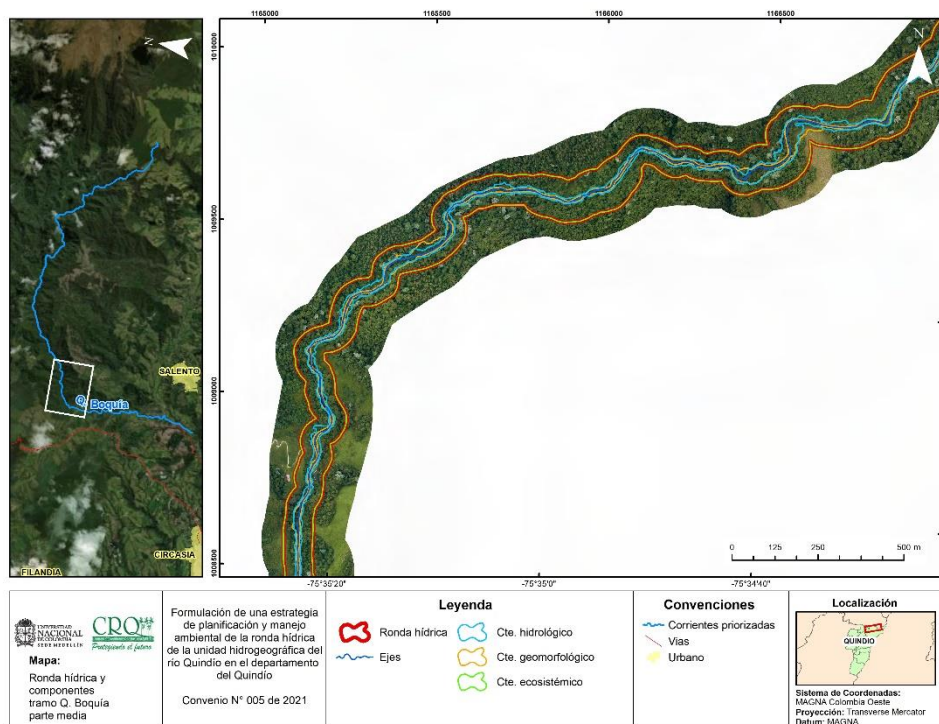 1165000
1165500
1166000
1166500
1010000
1009500
1009000
1008500
N
N
SALENTO
Q. Boquía
CIRCASIA
FILANDIA
0 125 250 500 m
-75°35'20"
-75°35'0"
-75°34'40"
UNIVERSIDAD
NACIONAL
DE COLOMBIA
SEDE MEDELLÍN
CRQ
Protegiendo el futuro
Mapa:
Ronda hídrica y
componentes
tramo Q. Boquía
parte media
Formulación de una estrategia
de planificación y manejo
ambiental de la ronda hídrica
de la unidad hidrogeográfica del
río Quindío en el departamento
del Quindío
Convenio N° 005 de 2021
Leyenda
Ronda hídrica
Ejes
Cte. hidrológico
Cte. geomorfológico
Cte. ecosistémico
Convenciones
Corrientes priorizadas
Vias
Urbano
Localización
QUINDIO
Sistema de Coordenadas:
MAGNA Colombia Oeste
Proyección: Transverse Mercator
Datum: MAGNA